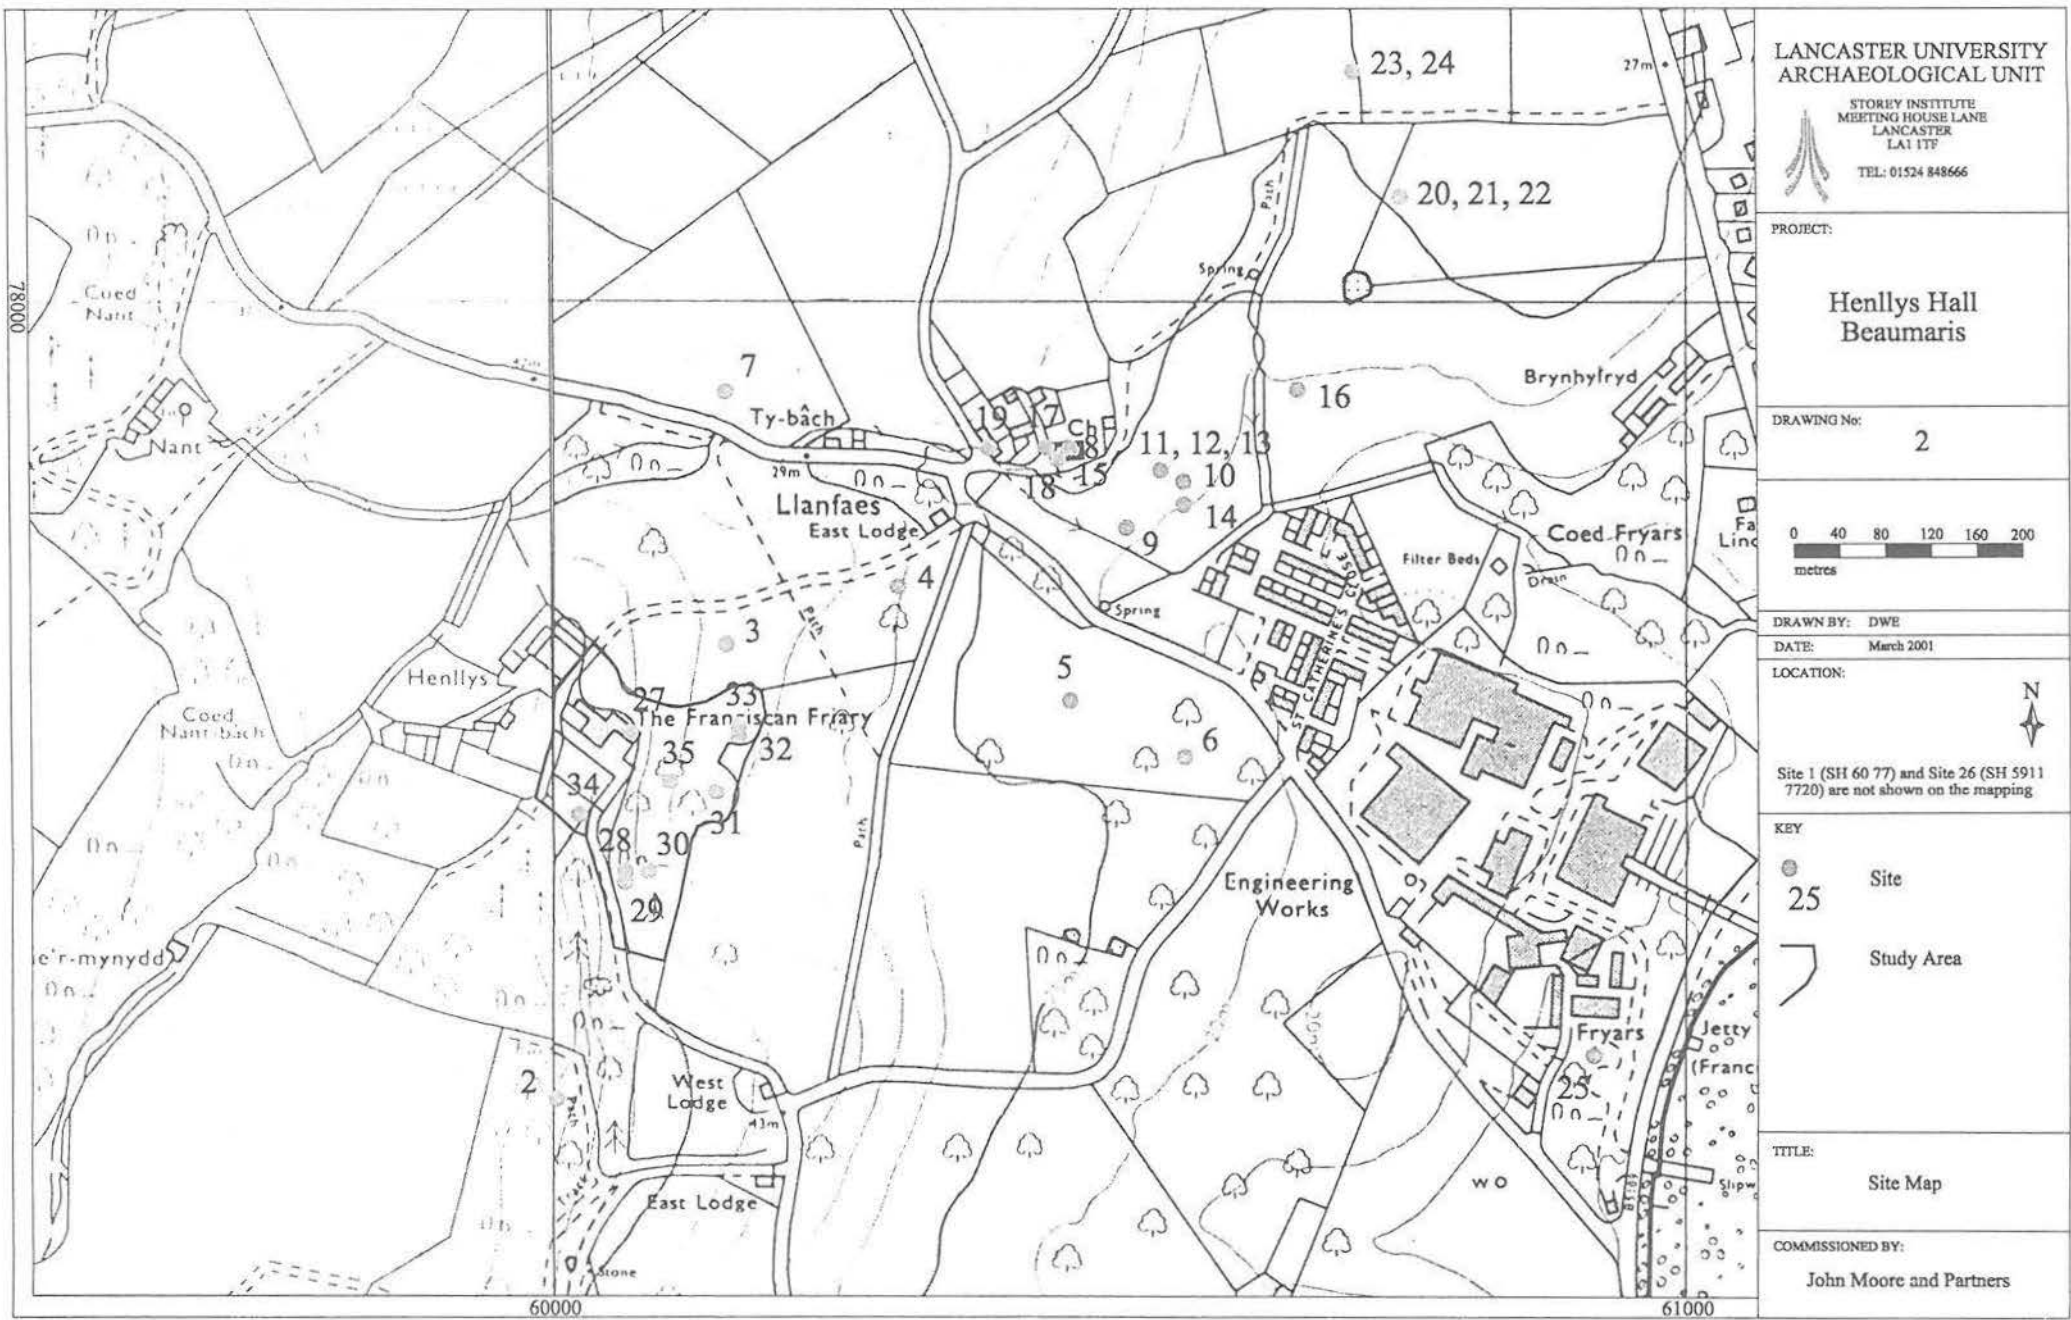 23, 24
27m
20, 21, 22
Path
Spring
78000
Coed
Nant
7
Ty-bâch
Brynhyfryd
16
19
17
Ch
8
11, 12, 13
Nant
29m
15
10
18
Llanfaes
East Lodge
14
9
Coed Fryars
Filter Beds
Drain
4
Spring
ST CATHERINE'S CLOSE
3
Path
5
Henllys
27
33
The Franciscan Friary
6
Coed
Nant-bâch
35
32
34
31
28
30
Path
29
Engineering
Works
e'r-mynydd
Fryars
Jetty
(Franc
2
Path
West
Lodge
25
43m
Track
East Lodge
W
Slipw
Stone
60000
61000
LANCASTER UNIVERSITY
ARCHAEOLOGICAL UNIT
STOREY INSTITUTE
MEETING HOUSE LANE
LANCASTER
LA1 1TF
TEL: 01524 848666
PROJECT:
Henllys Hall
Beaumaris
DRAWING No:
2
0 40 80 120 160 200
metres
DRAWN BY: DWE
DATE: March 2001
LOCATION:
N
Site 1 (SH 60 77) and Site 26 (SH 5911
7720) are not shown on the mapping
KEY
Site
25
Study Area
TITLE:
Site Map
COMMISSIONED BY:
John Moore and Partners